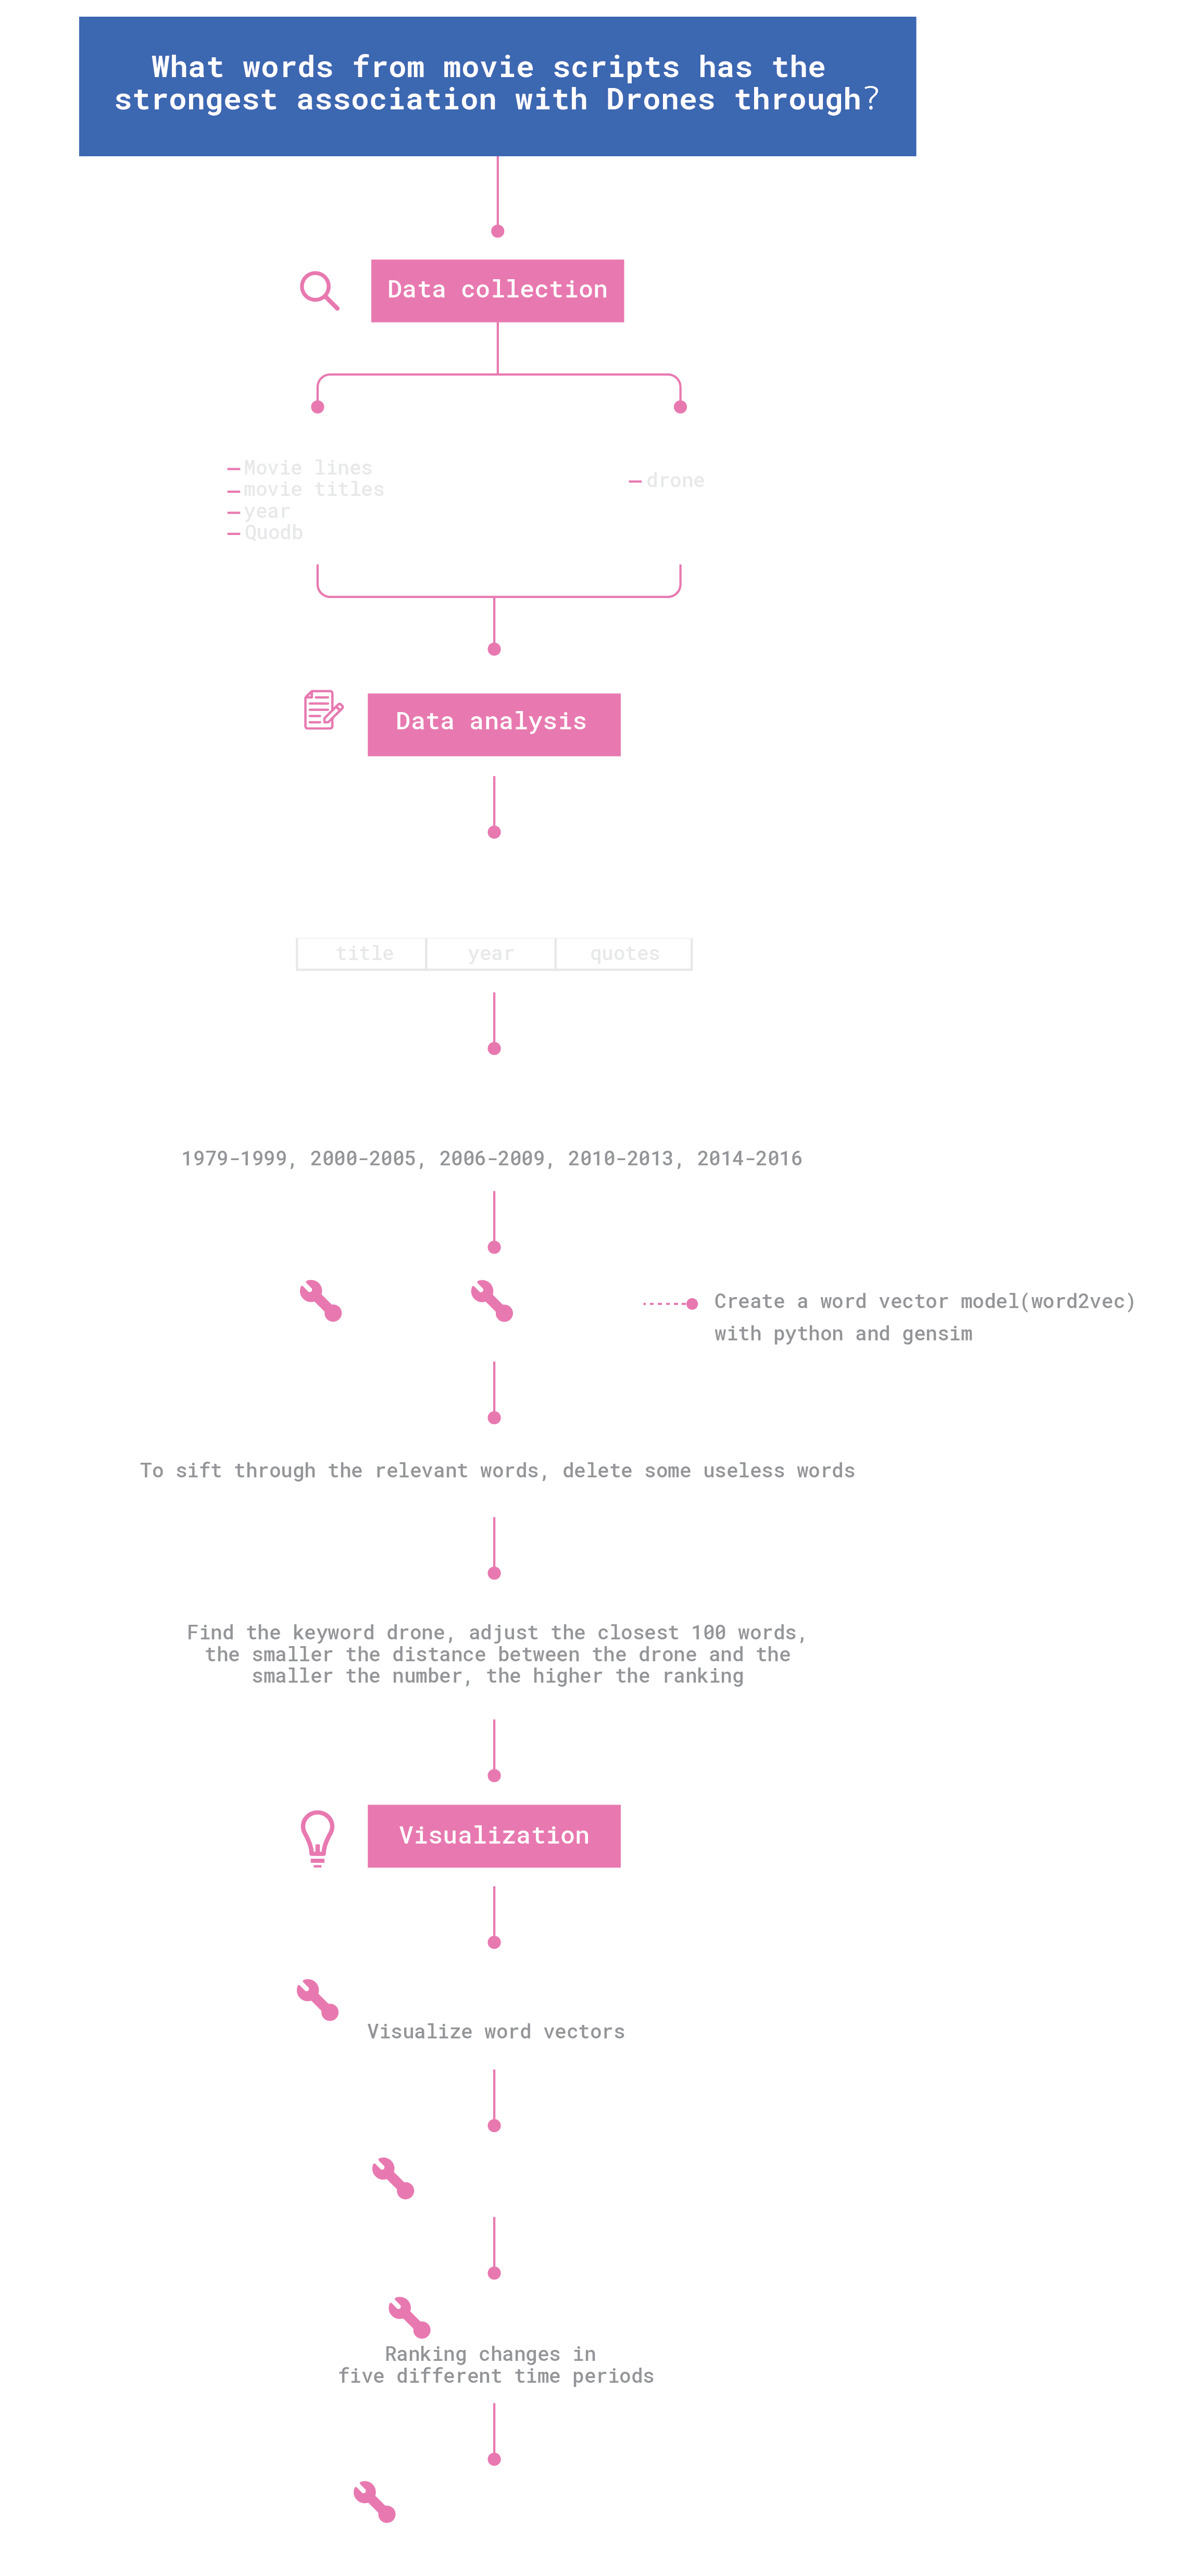 What words from movie scripts has the
strongest association with Drones through?
Data collection
Movie lines
movie titles
year
Quodb
drone
Data analysis
title year quotes
1979-1999, 2000-2005, 2006-2009, 2010-2013, 2014-2016
Create a word vector model(word2vec)
with python and gensim
To sift through the relevant words, delete some useless words
Find the keyword drone, adjust the closest 100 words,
the smaller the distance between the drone and the
smaller the number, the higher the ranking
Visualization
Visualize word vectors
Ranking changes in
five different time periods